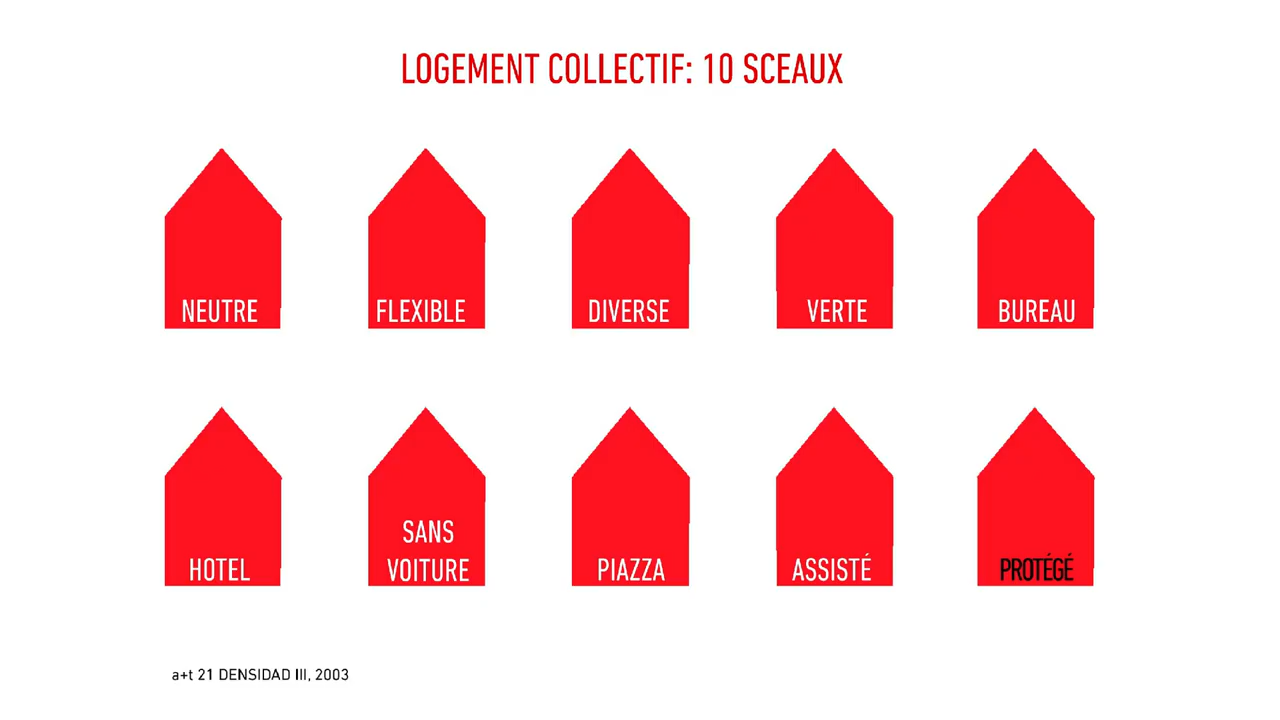 LOGEMENT COLLECTIF: 10 SCEAUX
NEUTRE
FLEXIBLE
DIVERSE
VERTE
BUREAU
HOTEL
SANS
VOITURE
PIAZZA
ASSISTÉ
PROTÉGÉ
a+t 21 DENSIDAD III, 2003